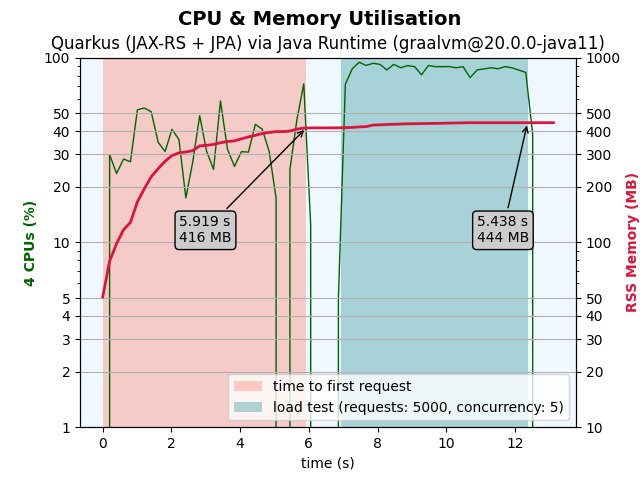 CPU & Memory Utilisation
Quarkus (JAX-RS + JPA) via Java Runtime (graalvm@20.0.0-java11)
100
50
40
30
20
10
5
4
3
2
1
4 CPUs (%)
5.919 s
416 MB
5.438 s
444 MB
time to first request
load test (requests: 5000, concurrency: 5)
1000
500
400
300
200
100
50
40
30
20
10
RSS Memory (MB)
0 2 4 6 8 10 12
time (s)